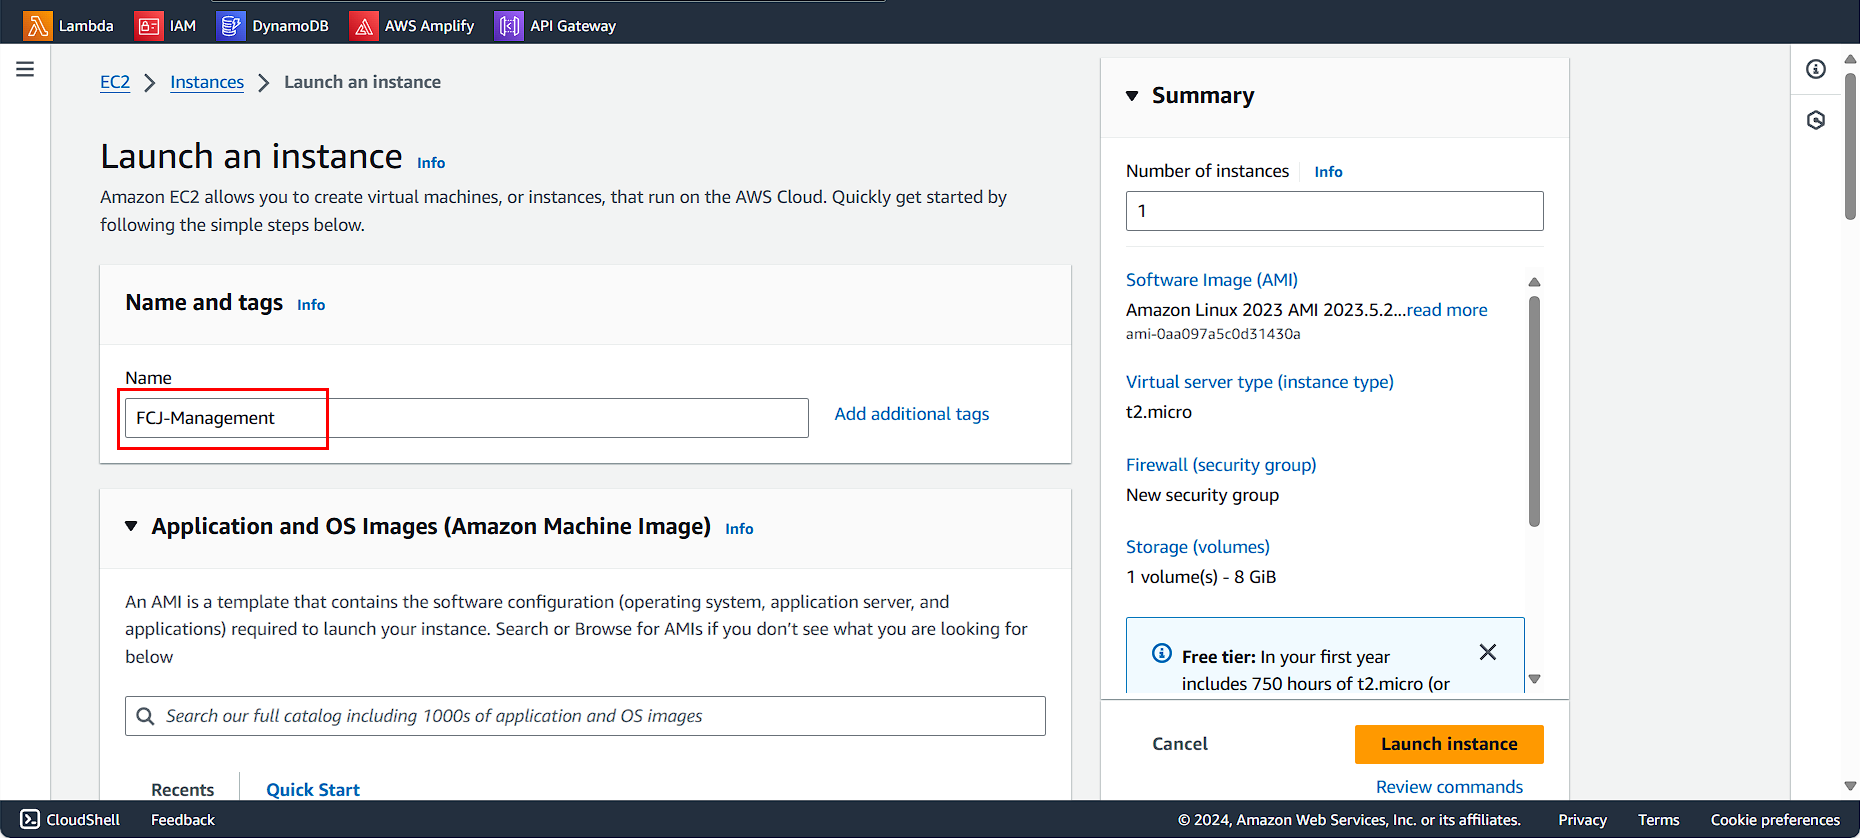 Lambda
IAM
DynamoDB
AWS Amplify
API Gateway
EC2
Instances
Launch an instance
Launch an instance Info
Amazon EC2 allows you to create virtual machines, or instances, that run on the AWS Cloud. Quickly get started by
following the simple steps below.
Name and tags Info
Name
FCJ-Management
Add additional tags
Application and OS Images (Amazon Machine Image) Info
An AMI is a template that contains the software configuration (operating system, application server, and
applications) required to launch your instance. Search or Browse for AMIs if you don’t see what you are looking for
below
Search our full catalog including 1000s of application and OS images
Recents
Quick Start
Summary
Number of instances Info
1
Software Image (AMI)
Amazon Linux 2023 AMI 2023.5.2...read more
ami-0aa097a5c0d31430a
Virtual server type (instance type)
t2.micro
Firewall (security group)
New security group
Storage (volumes)
1 volume(s) - 8 GiB
Free tier: In your first year
includes 750 hours of t2.micro (or
Cancel
Launch instance
Review commands
CloudShell
Feedback
© 2024, Amazon Web Services, Inc. or its affiliates.
Privacy
Terms
Cookie preferences